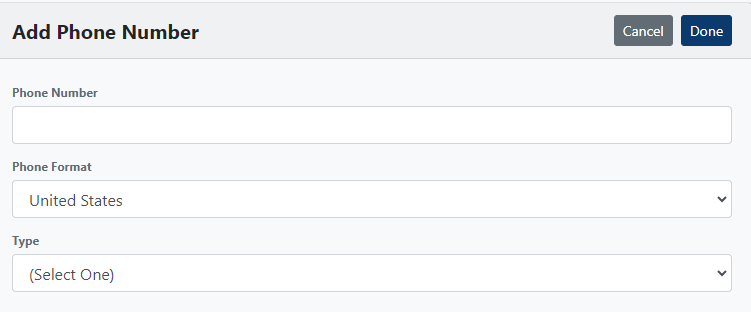 Add Phone Number
Cancel
Done
Phone Number
Phone Format
United States
Type
(Select One)